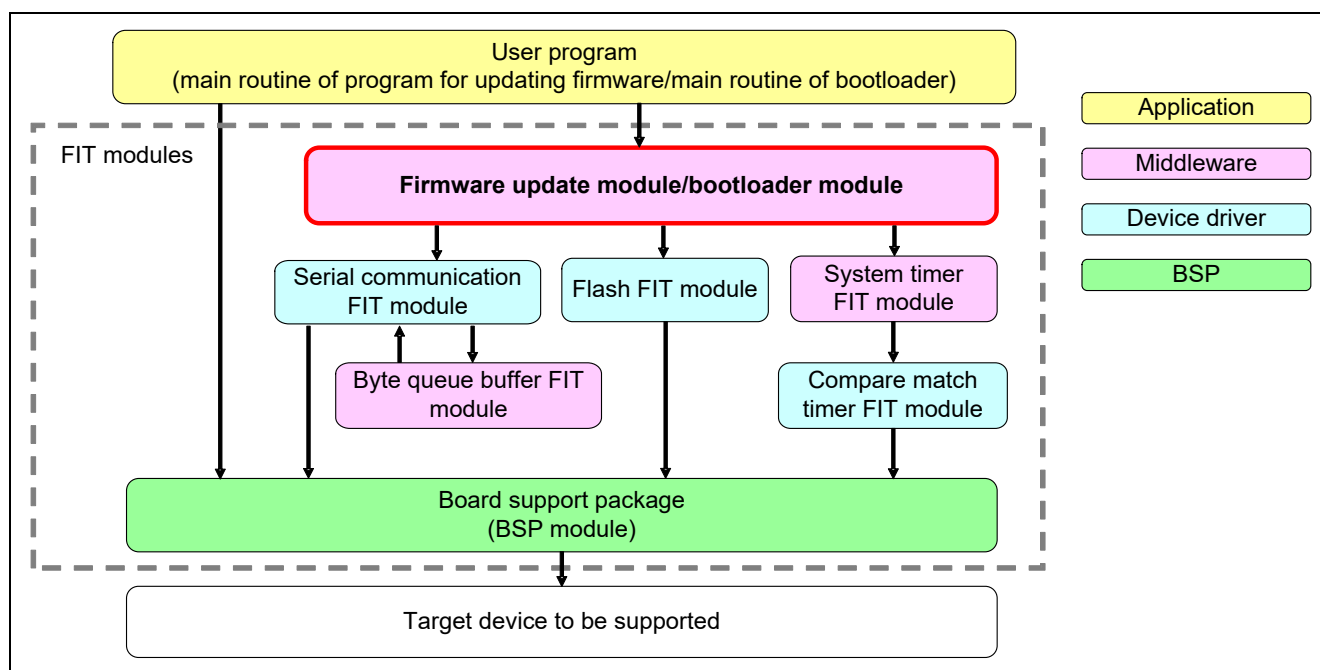 User program
(main routine of program for updating firmware/main routine of bootloader)
FIT modules
Firmware update module/bootloader module
Serial communication
FIT module
Flash FIT module
System timer
FIT module
Byte queue buffer FIT
module
Compare match
timer FIT module
Board support package
(BSP module)
Target device to be supported
Application
Middleware
Device driver
BSP